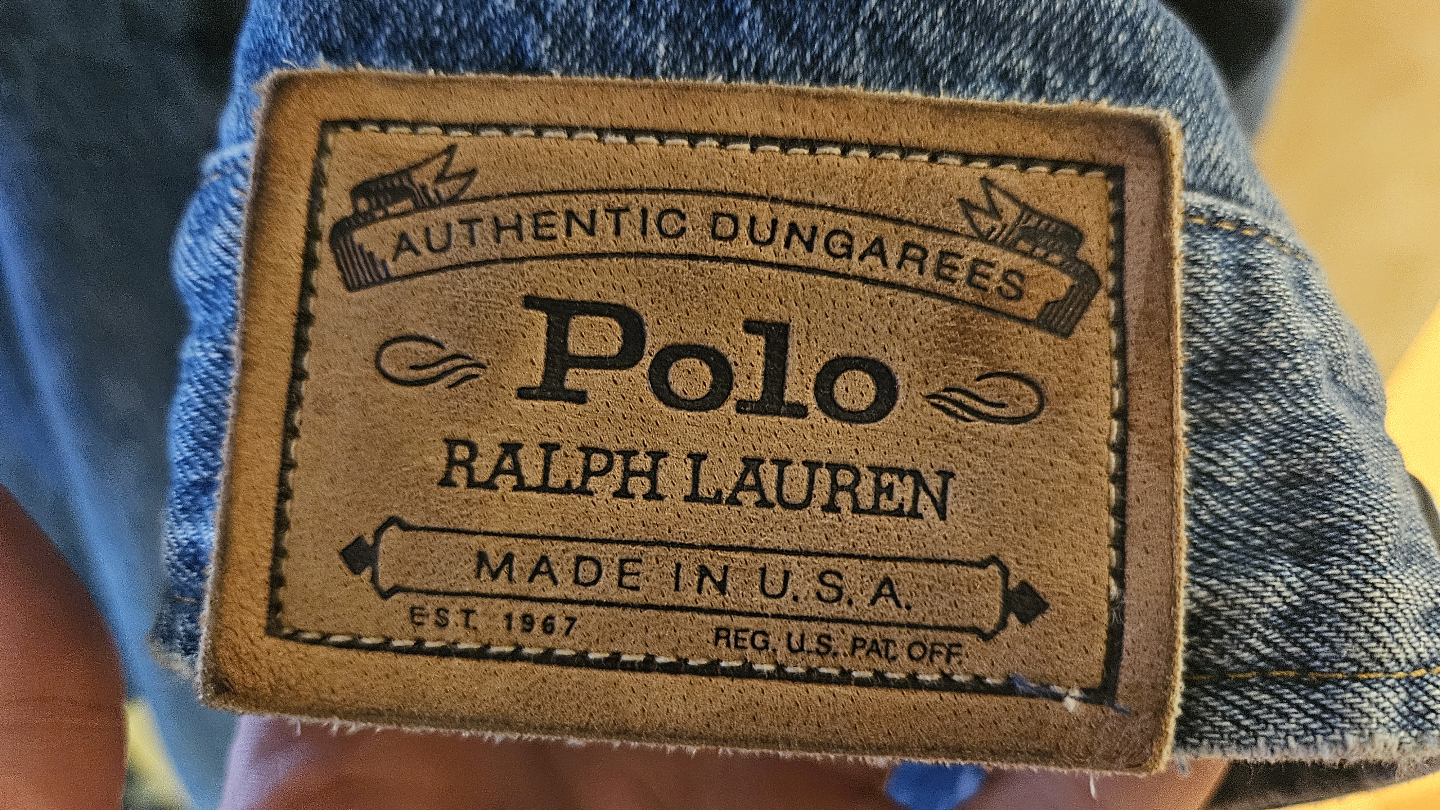 AUTHENTIC DUNGAREES
Polo
RALPH LAUREN
MADE IN U.S.A.
EST. 1967
REG. U.S. PAT. OFF.